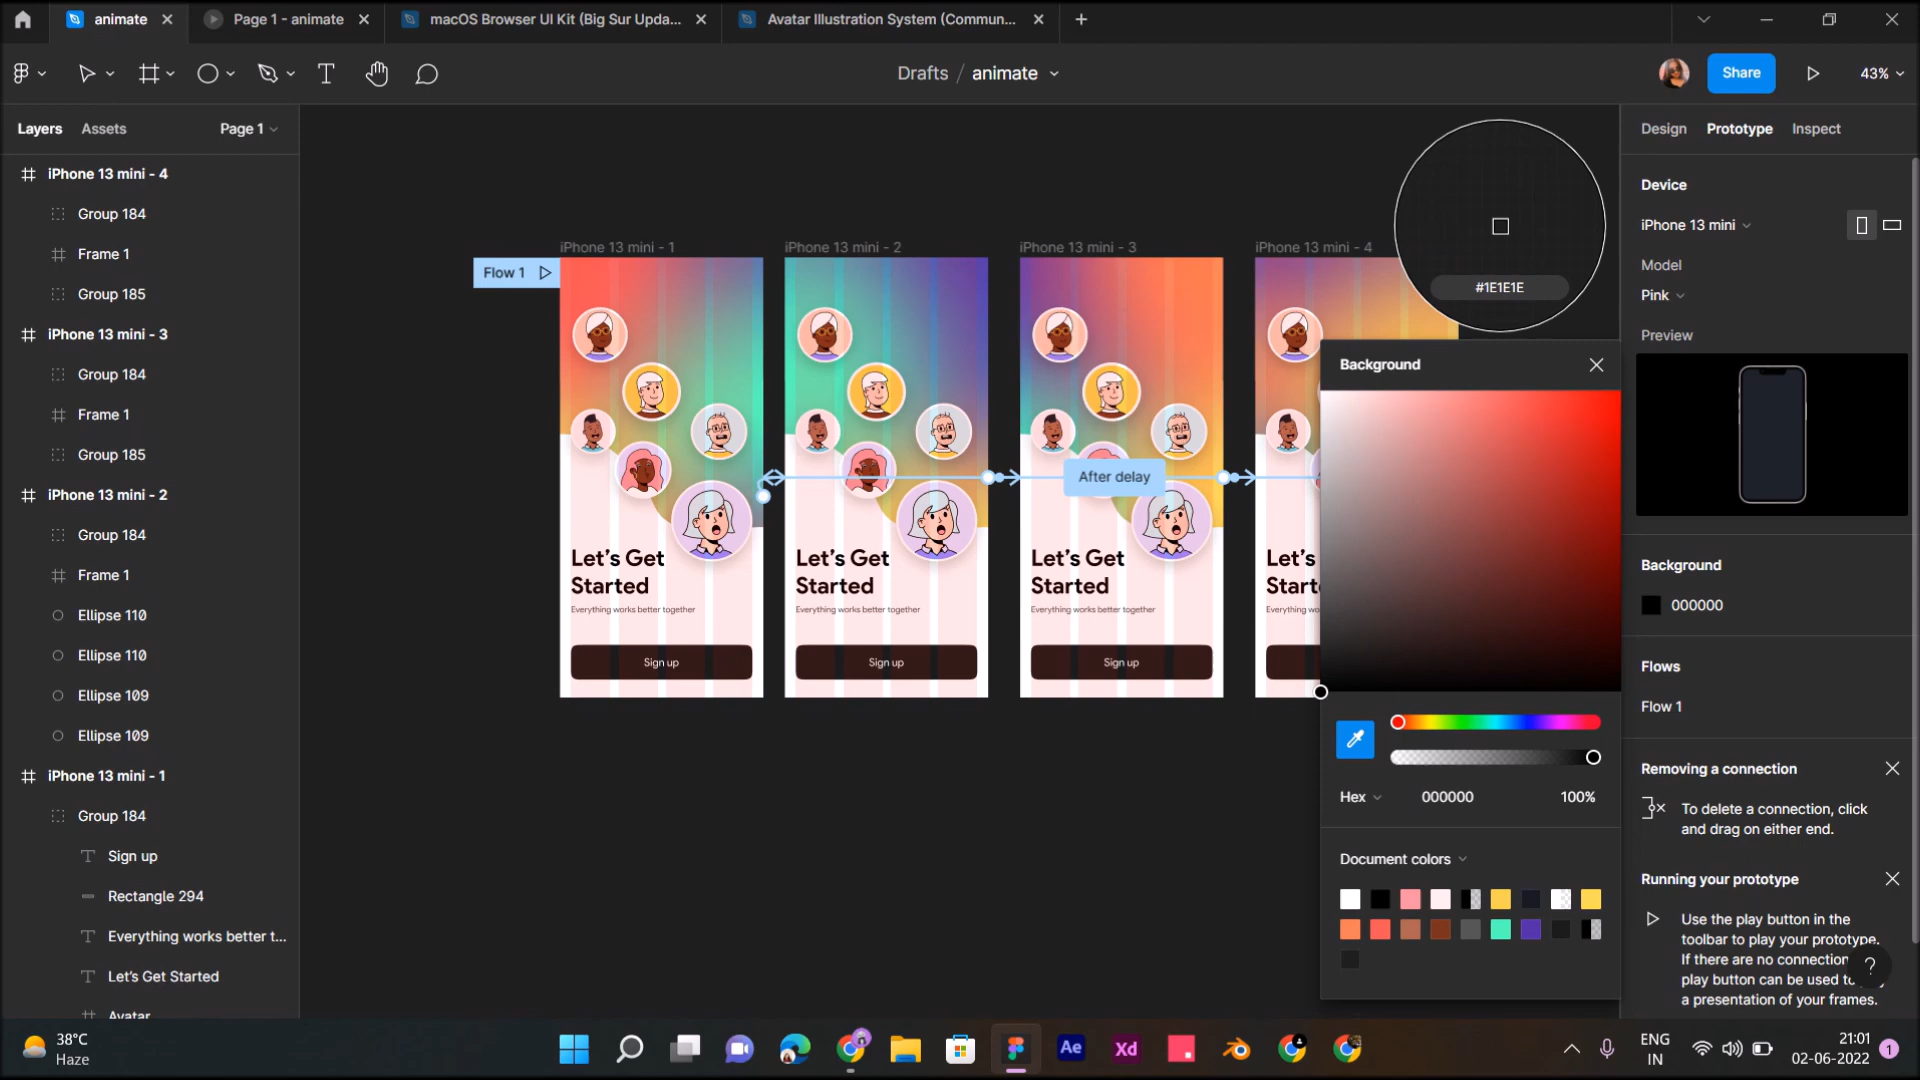 animate
Page 1 - animate
macOS Browser UI Kit (Big Sur Upda...
Avatar Illustration System (Commun...
Drafts / animate
Share
43%
Layers
Assets
Page 1
Design
Prototype
Inspect
iPhone 13 mini - 4
Group 184
Frame 1
Group 185
iPhone 13 mini - 3
Group 184
Frame 1
Group 185
iPhone 13 mini - 2
Group 184
Frame 1
Ellipse 110
Ellipse 110
Ellipse 109
Ellipse 109
iPhone 13 mini - 1
Group 184
Sign up
Rectangle 294
Everything works better t...
Let's Get Started
Avatar
iPhone 13 mini - 1
iPhone 13 mini - 2
iPhone 13 mini - 3
iPhone 13 mini - 4
Flow 1
#1E1E1E
After delay
Let's Get
Started
Everything works better together
Sign up
Let's Get
Started
Everything works better together
Sign up
Let's Get
Started
Everything works better together
Sign up
Let's
Start
Everything wo
Background
Hex
000000
100%
Document colors
Device
iPhone 13 mini
Model
Pink
Preview
Background
000000
Flows
Flow 1
Removing a connection
To delete a connection, click
and drag on either end.
Running your prototype
Use the play button in the
toolbar to play your prototype.
If there are no connection
play button can be used to
a presentation of your frames.
?
38°C
Haze
Ae
Xd
ENG
IN
21:01
02-06-2022
1